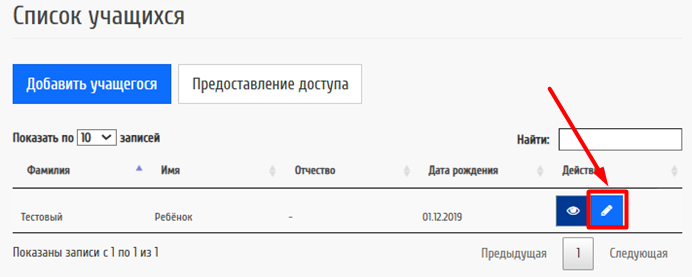 Список учащихся
Добавить учащегося Предоставление доступа
Показать по 10 записей Найти:
Фамилия Имя Отчество Дата рождения Действ
Тестовый Ребёнок - 01.12.2019
Показаны записи с 1 по 1 из 1 Предыдущая 1 Следующая